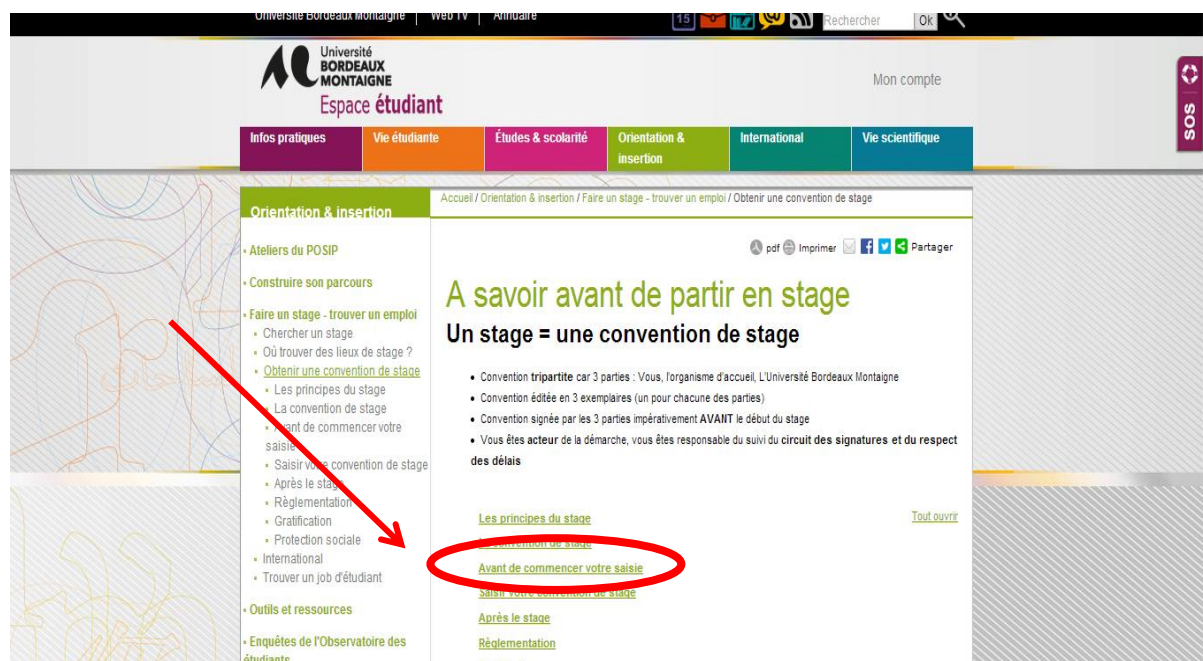 Université Bordeaux Montaigne | Web TV | Annuaire
15
Rechercher
Ok
Université
BORDEAUX
MONTAIGNE
Espace étudiant
Mon compte
SOS
Infos pratiques
Vie étudiante
Études & scolarité
Orientation &
insertion
International
Vie scientifique
Orientation & insertion
Ateliers du POSIP
Construire son parcours
Faire un stage - trouver un emploi
Chercher un stage
Où trouver des lieux de stage ?
Obtenir une convention de stage
Les principes du stage
La convention de stage
Avant de commencer votre
saisie
Saisir votre convention de stage
Après le stage
Règlementation
Gratification
Protection sociale
International
Trouver un job d'étudiant
Outils et ressources
Enquêtes de l'Observatoire des
étudiants
Accueil / Orientation & insertion / Faire un stage - trouver un emploi / Obtenir une convention de stage
pdf Imprimer Partager
A savoir avant de partir en stage
Un stage = une convention de stage
• Convention tripartite car 3 parties : Vous, l'organisme d'accueil, L'Université Bordeaux Montaigne
• Convention éditée en 3 exemplaires (un pour chacune des parties)
• Convention signée par les 3 parties impérativement AVANT le début du stage
• Vous êtes acteur de la démarche, vous êtes responsable du suivi du circuit des signatures et du respect
des délais
Tout ouvrir
Les principes du stage
La convention de stage
Avant de commencer votre saisie
Saisir votre convention de stage
Après le stage
Règlementation